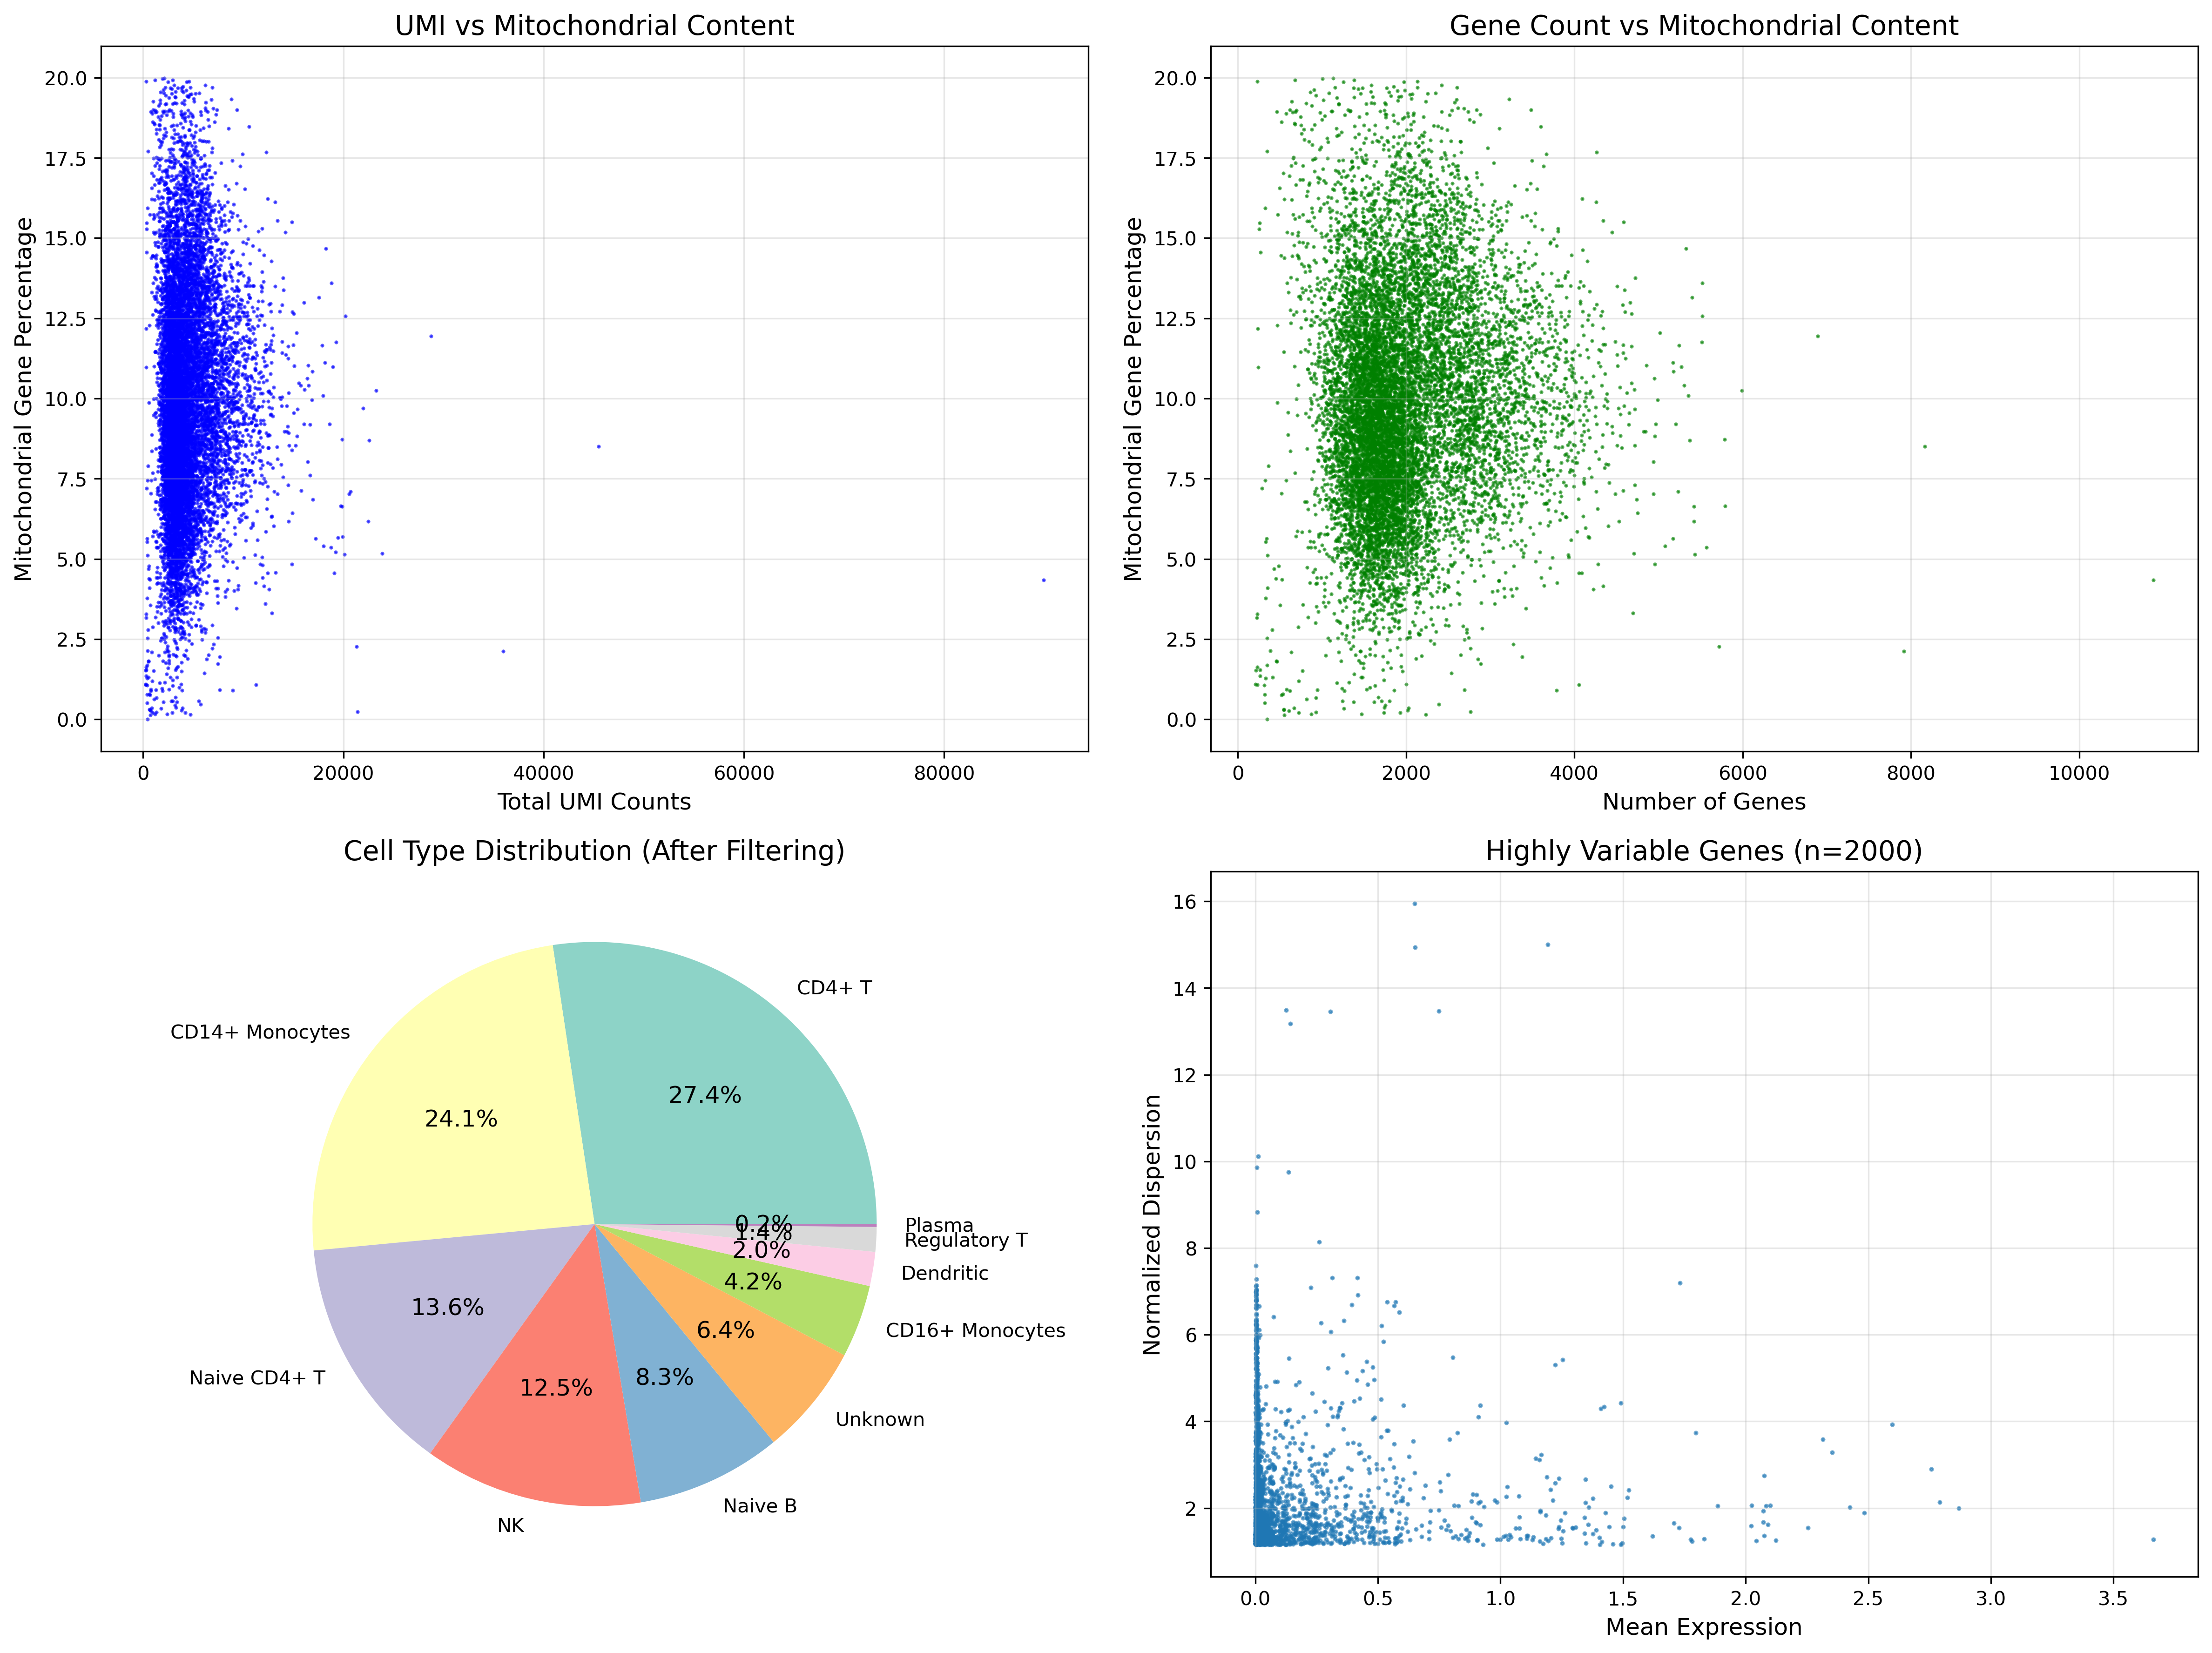 UMI vs Mitochondrial Content
Mitochondrial Gene Percentage
20.0
17.5
15.0
12.5
10.0
7.5
5.0
2.5
0.0
0 20000 40000 60000 80000
Total UMI Counts
Gene Count vs Mitochondrial Content
Mitochondrial Gene Percentage
20.0
17.5
15.0
12.5
10.0
7.5
5.0
2.5
0.0
0 2000 4000 6000 8000 10000
Number of Genes
Cell Type Distribution (After Filtering)
CD4+ T
27.4%
CD14+ Monocytes
24.1%
Naive CD4+ T
13.6%
NK
12.5%
Naive B
8.3%
Unknown
6.4%
CD16+ Monocytes
4.2%
Dendritic
2.0%
Regulatory T
1.4%
Plasma
0.2%
Highly Variable Genes (n=2000)
Normalized Dispersion
16
14
12
10
8
6
4
2
0.0 0.5 1.0 1.5 2.0 2.5 3.0 3.5
Mean Expression